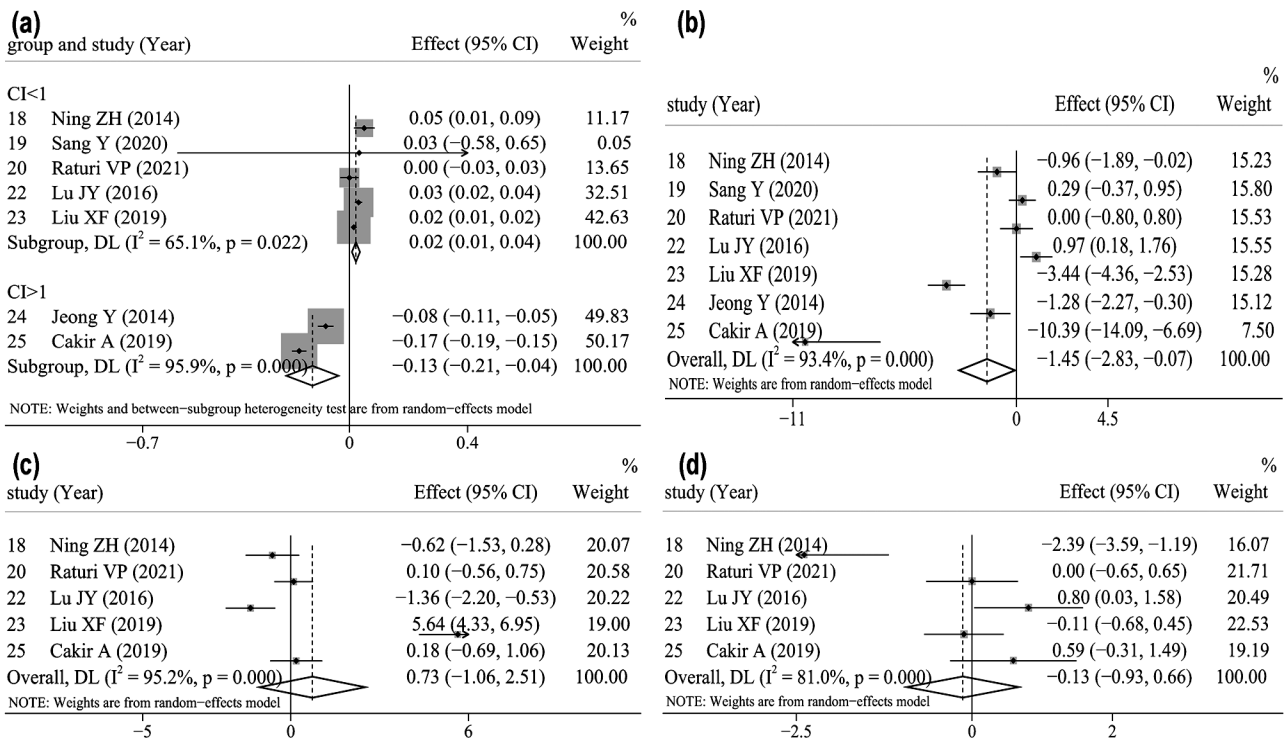 (a)
%
group and study (Year) Effect (95% CI) Weight
CI<1
18 Ning ZH (2014) 0.05 (0.01, 0.09) 11.17
19 Sang Y (2020) 0.03 (−0.58, 0.65) 0.05
20 Raturi VP (2021) 0.00 (−0.03, 0.03) 13.65
22 Lu JY (2016) 0.03 (0.02, 0.04) 32.51
23 Liu XF (2019) 0.02 (0.01, 0.02) 42.63
Subgroup, DL (I² = 65.1%, p = 0.022) 0.02 (0.01, 0.04) 100.00
CI>1
24 Jeong Y (2014) −0.08 (−0.11, −0.05) 49.83
25 Cakir A (2019) −0.17 (−0.19, −0.15) 50.17
Subgroup, DL (I² = 95.9%, p = 0.000) −0.13 (−0.21, −0.04) 100.00
NOTE: Weights and between−subgroup heterogeneity test are from random−effects model
−0.7 0 0.4
(b)
%
study (Year) Effect (95% CI) Weight
18 Ning ZH (2014) −0.96 (−1.89, −0.02) 15.23
19 Sang Y (2020) 0.29 (−0.37, 0.95) 15.80
20 Raturi VP (2021) 0.00 (−0.80, 0.80) 15.53
22 Lu JY (2016) 0.97 (0.18, 1.76) 15.55
23 Liu XF (2019) −3.44 (−4.36, −2.53) 15.28
24 Jeong Y (2014) −1.28 (−2.27, −0.30) 15.12
25 Cakir A (2019) −10.39 (−14.09, −6.69) 7.50
Overall, DL (I² = 93.4%, p = 0.000) −1.45 (−2.83, −0.07) 100.00
NOTE: Weights are from random−effects model
−11 0 4.5
(c)
%
study (Year) Effect (95% CI) Weight
18 Ning ZH (2014) −0.62 (−1.53, 0.28) 20.07
20 Raturi VP (2021) 0.10 (−0.56, 0.75) 20.58
22 Lu JY (2016) −1.36 (−2.20, −0.53) 20.22
23 Liu XF (2019) 5.64 (4.33, 6.95) 19.00
25 Cakir A (2019) 0.18 (−0.69, 1.06) 20.13
Overall, DL (I² = 95.2%, p = 0.000) 0.73 (−1.06, 2.51) 100.00
NOTE: Weights are from random−effects model
−5 0 6
(d)
%
study (Year) Effect (95% CI) Weight
18 Ning ZH (2014) −2.39 (−3.59, −1.19) 16.07
20 Raturi VP (2021) 0.00 (−0.65, 0.65) 21.71
22 Lu JY (2016) 0.80 (0.03, 1.58) 20.49
23 Liu XF (2019) −0.11 (−0.68, 0.45) 22.53
25 Cakir A (2019) 0.59 (−0.31, 1.49) 19.19
Overall, DL (I² = 81.0%, p = 0.000) −0.13 (−0.93, 0.66) 100.00
NOTE: Weights are from random−effects model
−2.5 0 2